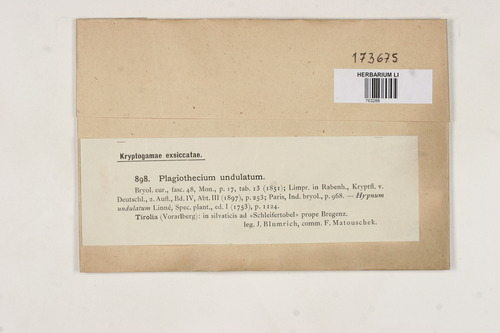 173675
HERBARIUM LI
763286
Kryptogamae exsiccatae.
898. Plagiothecium undulatum.
Bryol. eur., fasc. 48, Mon., p. 17, tab. 13 (1851); Limpr. in Rabenh., Kryptfl. v.
Deutschl., 2. Aufl., Bd. IV, Abt. III (1897), p. 253; Paris, Ind. bryol., p. 968. — Hypnum
undulatum Linné, Spec. plant., ed. I (1753), p. 1124.
Tirolia (Vorarlberg): in silvaticis ad «Schleifertobel» prope Bregenz.
leg. J. Blumrich, comm. F. Matouschek.